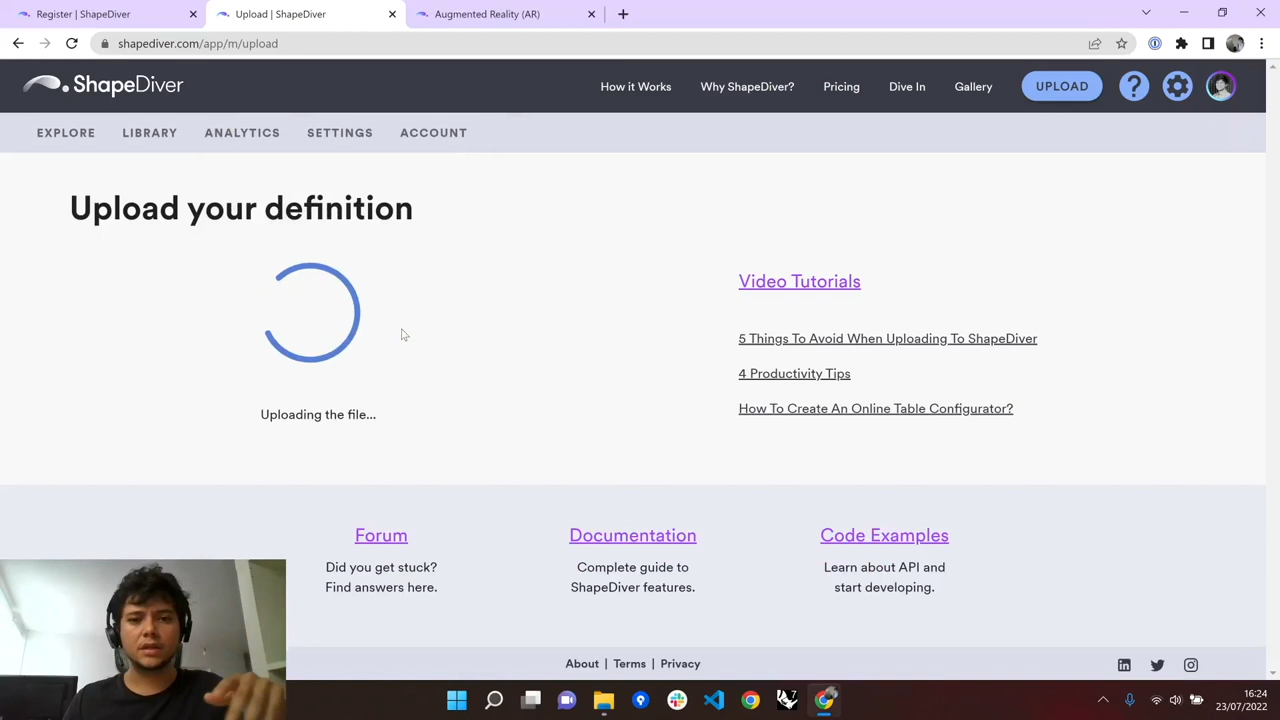 Register | ShapeDiver
Upload | ShapeDiver
Augmented Reality (AR)
shapediver.com/app/m/upload
ShapeDiver
How it Works
Why ShapeDiver?
Pricing
Dive In
Gallery
UPLOAD
?
EXPLORE
LIBRARY
ANALYTICS
SETTINGS
ACCOUNT
Upload your definition
Uploading the file...
Video Tutorials
5 Things To Avoid When Uploading To ShapeDiver
4 Productivity Tips
How To Create An Online Table Configurator?
Forum
Did you get stuck?
Find answers here.
Documentation
Complete guide to
ShapeDiver features.
Code Examples
Learn about API and
start developing.
About | Terms | Privacy
16:24
23/07/2022